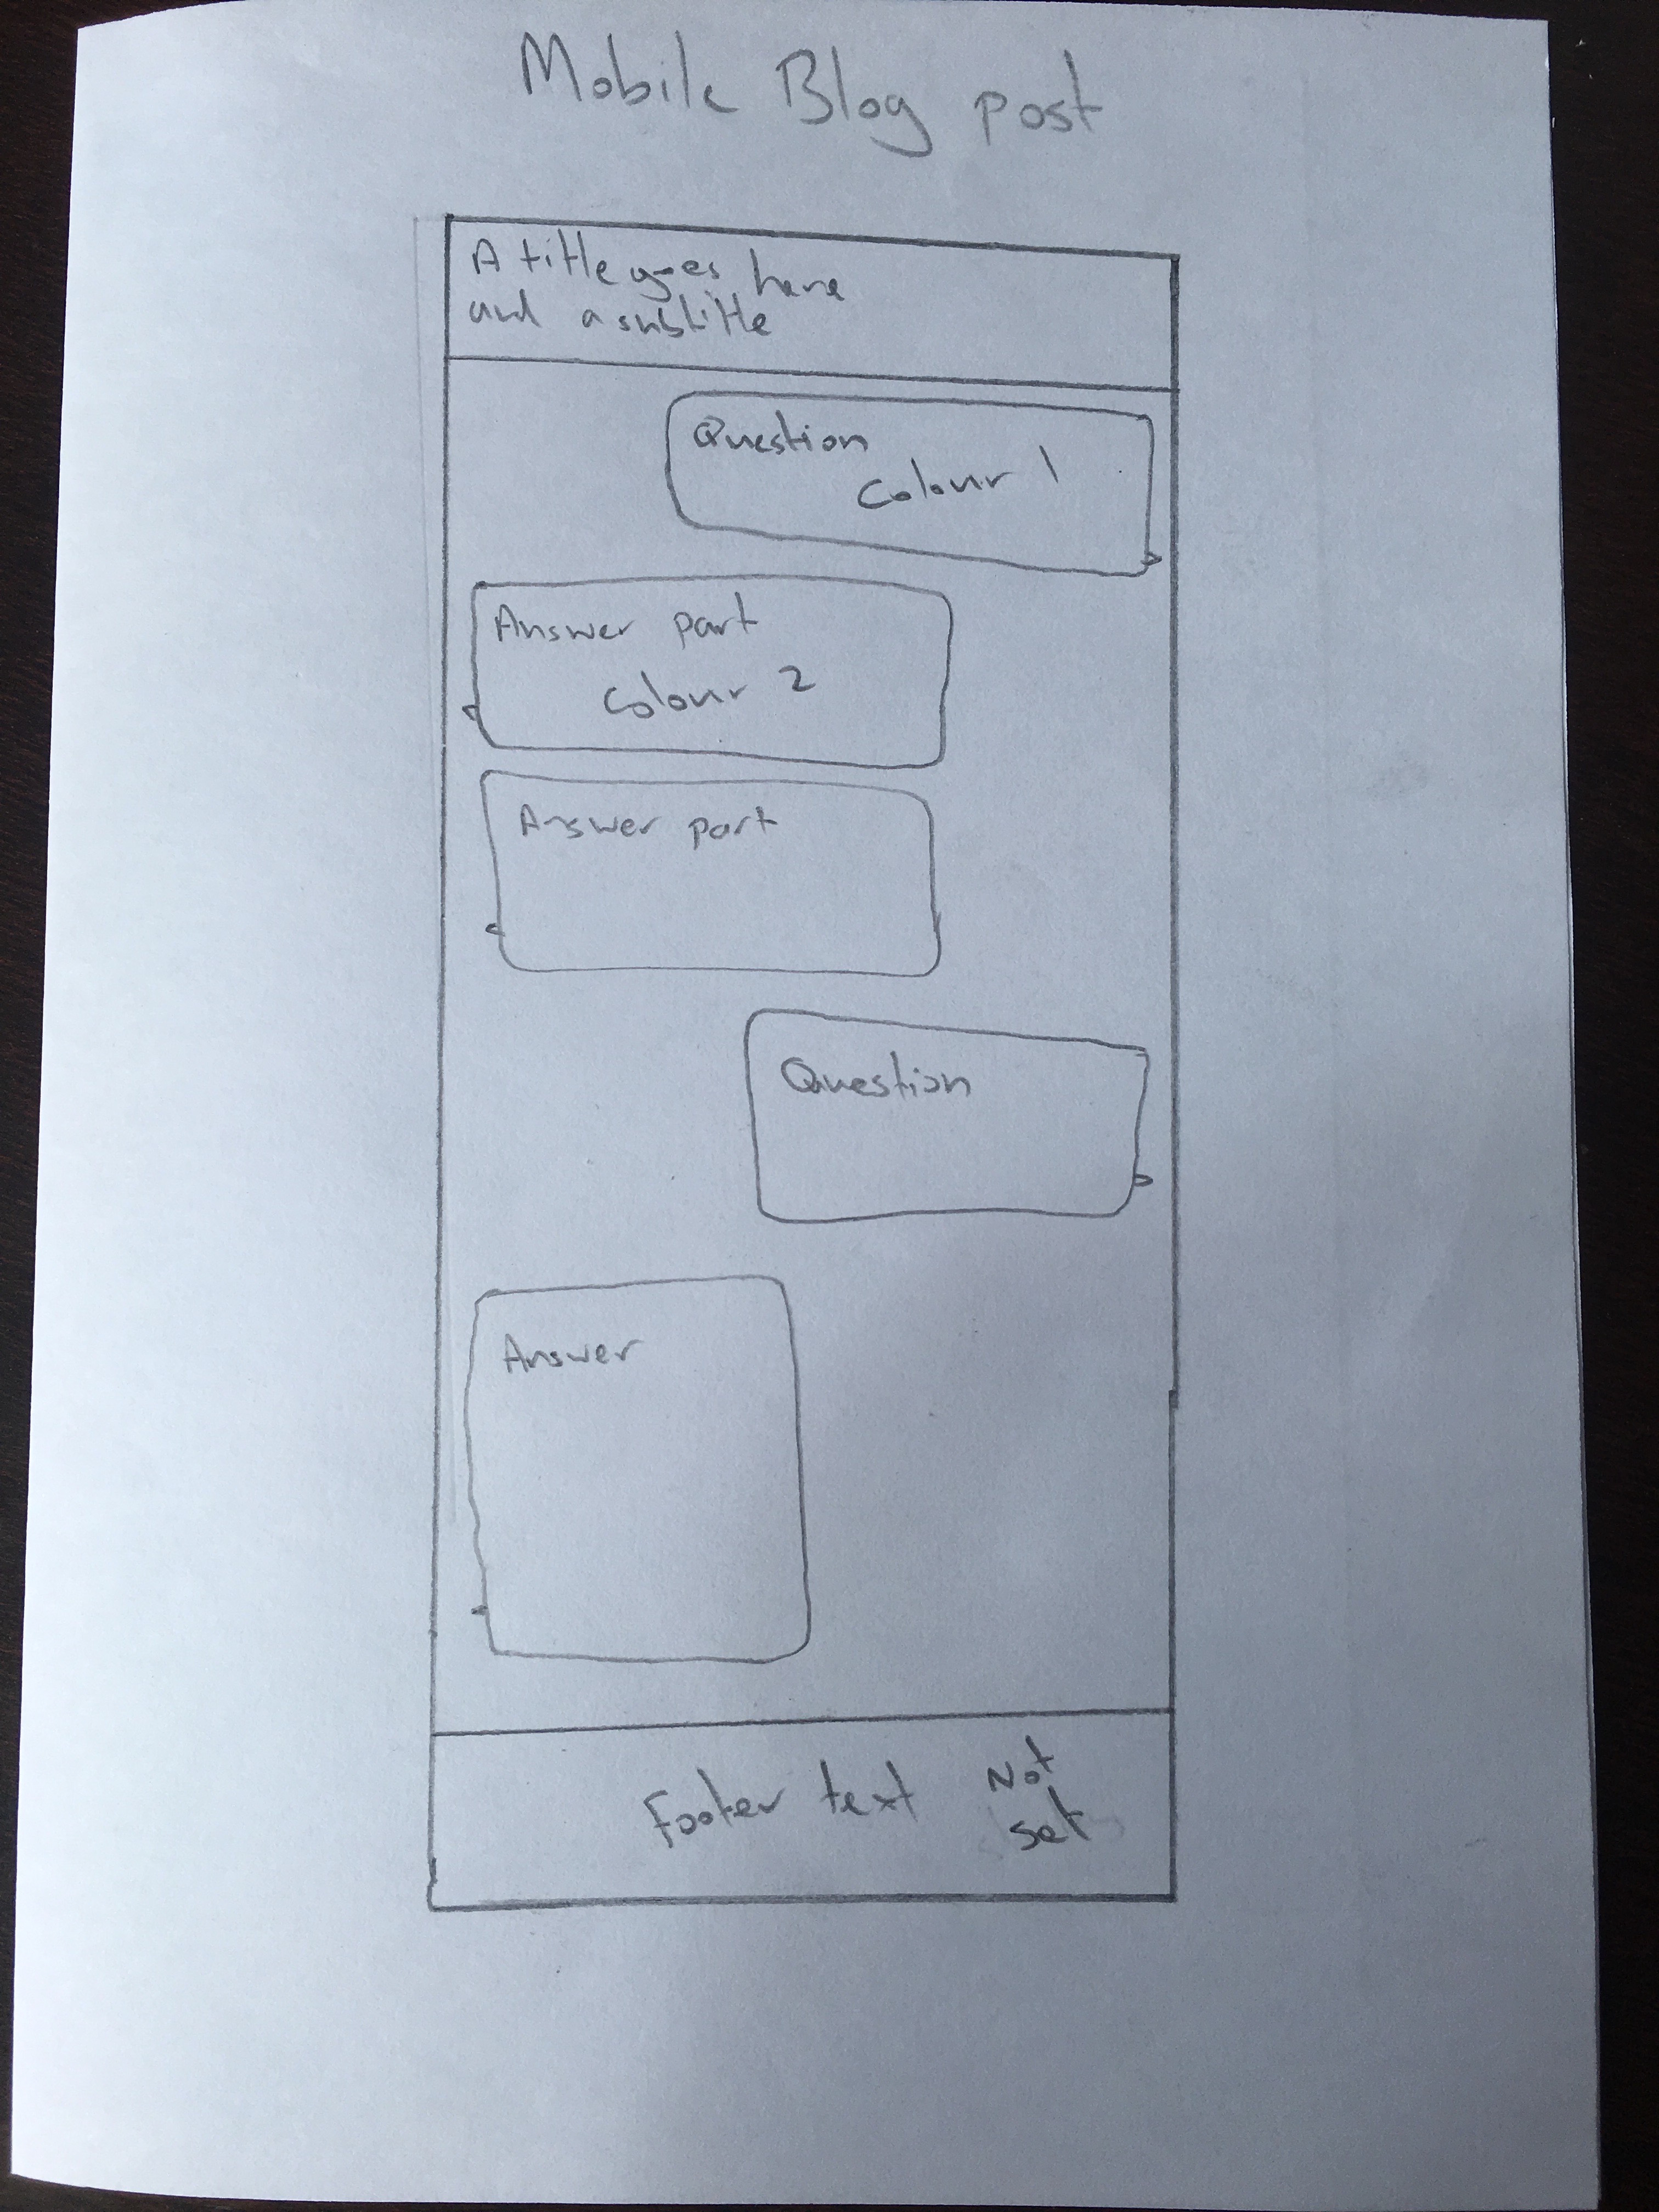 Mobile Blog post
A title goes here
and a subtitle
Question
Colour 1
Answer part
Colour 2
Answer part
Question
Answer
Footer text Not
set